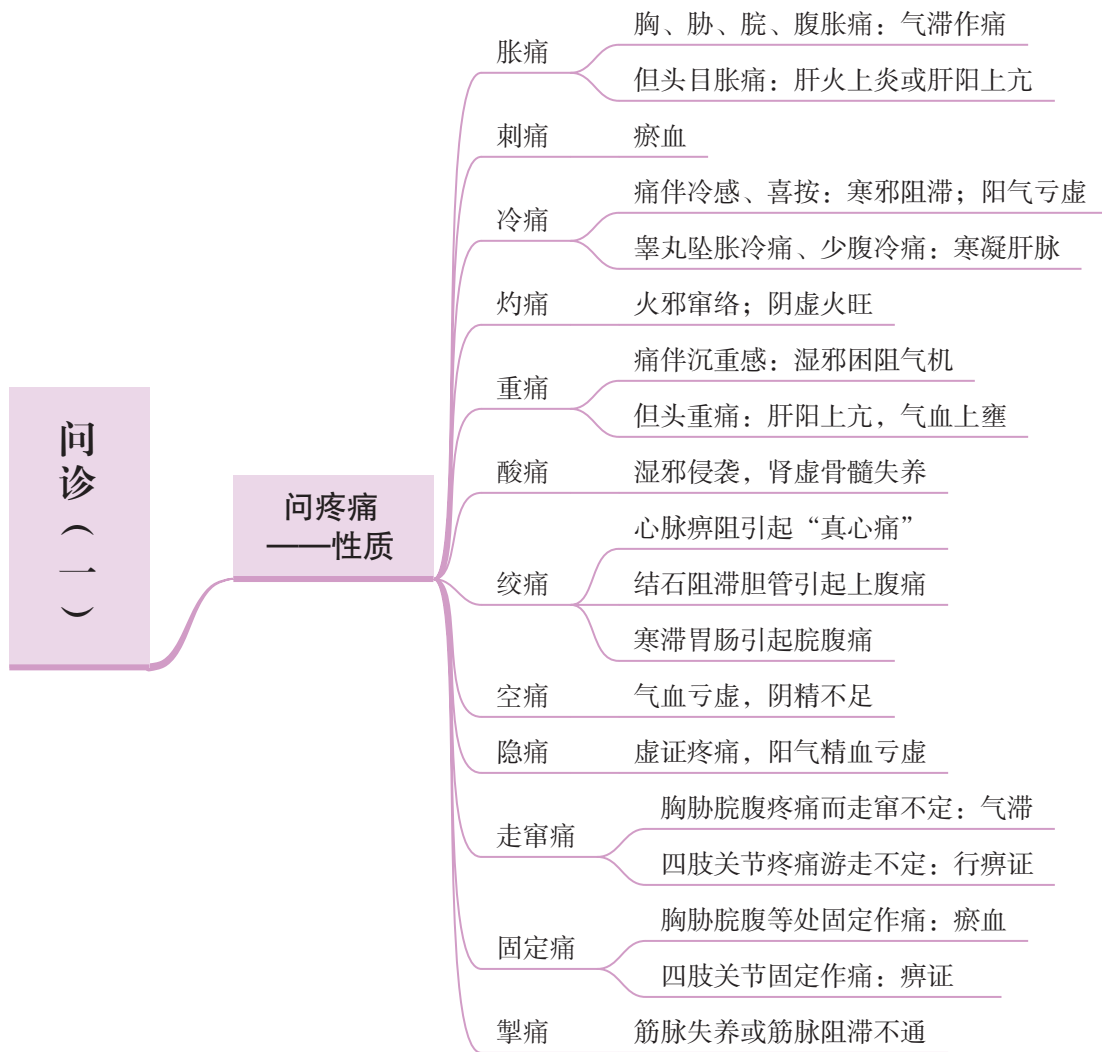 问诊（一）
问疼痛
——性质
胀痛
胸、胁、脘、腹胀痛：气滞作痛
但头目胀痛：肝火上炎或肝阳上亢
刺痛
瘀血
冷痛
痛伴冷感、喜按：寒邪阻滞；阳气亏虚
睾丸坠胀冷痛、少腹冷痛：寒凝肝脉
灼痛
火邪窜络；阴虚火旺
重痛
痛伴沉重感：湿邪困阻气机
但头重痛：肝阳上亢，气血上壅
酸痛
湿邪侵袭，肾虚骨髓失养
绞痛
心脉痹阻引起“真心痛”
结石阻滞胆管引起上腹痛
寒滞胃肠引起脘腹痛
空痛
气血亏虚，阴精不足
隐痛
虚证疼痛，阳气精血亏虚
走窜痛
胸胁脘腹疼痛而走窜不定：气滞
四肢关节疼痛游走不定：行痹证
固定痛
胸胁脘腹等处固定作痛：瘀血
四肢关节固定作痛：痹证
掣痛
筋脉失养或筋脉阻滞不通